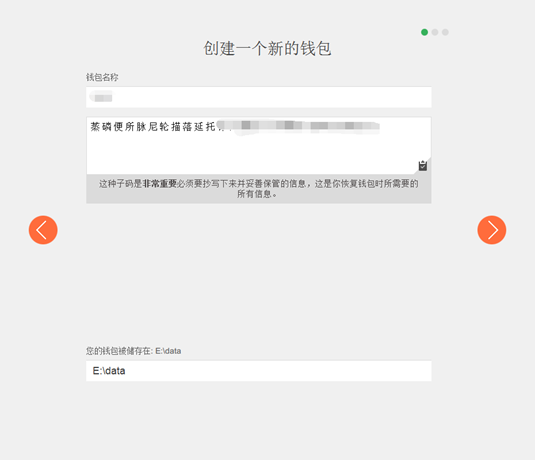 创建一个新的钱包
钱包名称
蒸磷便所脉尼轮描落延托
这种子码是非常重要必须要抄写下来并妥善保管的信息，这是你恢复钱包时所需要的
所有信息。
您的钱包被储存在: E:\data
E:\data